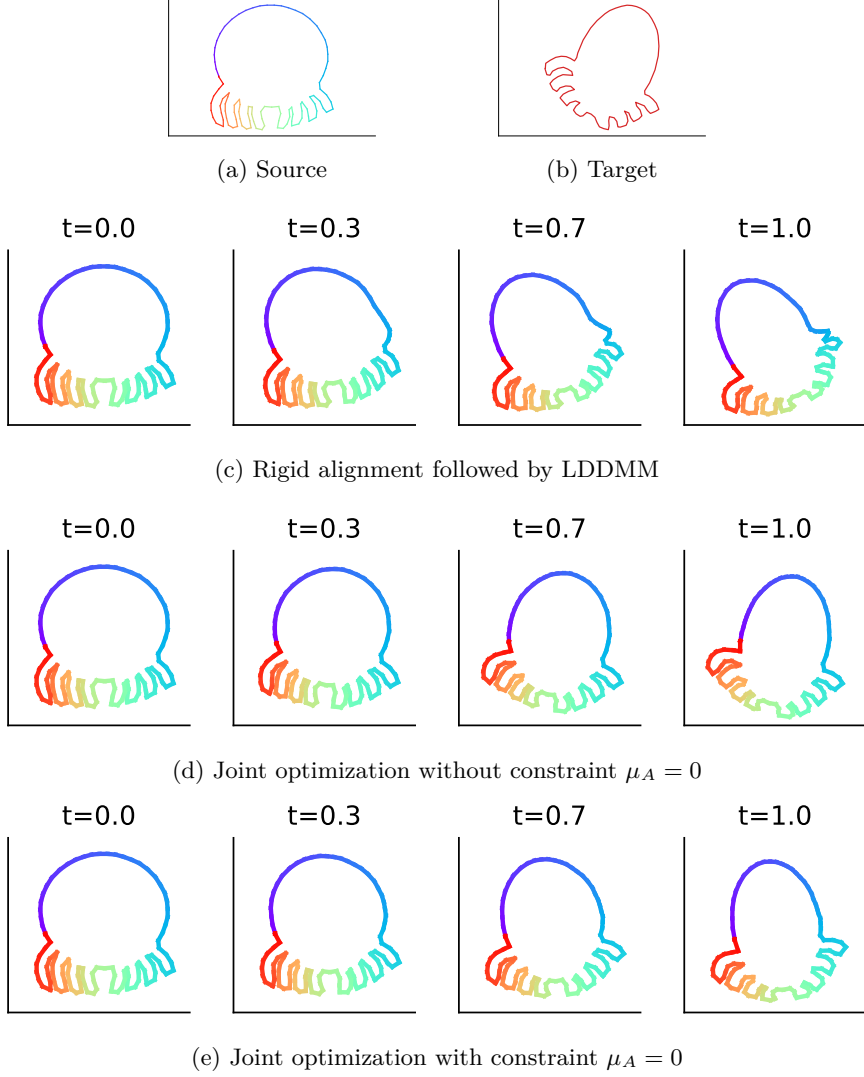 (a) Source
(b) Target
t=0.0 t=0.3 t=0.7 t=1.0
(c) Rigid alignment followed by LDDMM
t=0.0 t=0.3 t=0.7 t=1.0
(d) Joint optimization without constraint μ_A = 0
t=0.0 t=0.3 t=0.7 t=1.0
(e) Joint optimization with constraint μ_A = 0